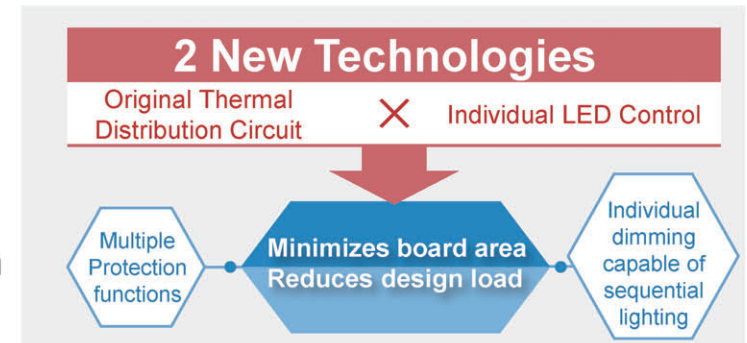 2 New Technologies
Original Thermal
Distribution Circuit
×
Individual LED Control
Multiple
Protection
functions
Minimizes board area
Reduces design load
Individual
dimming
capable of
sequential
lighting